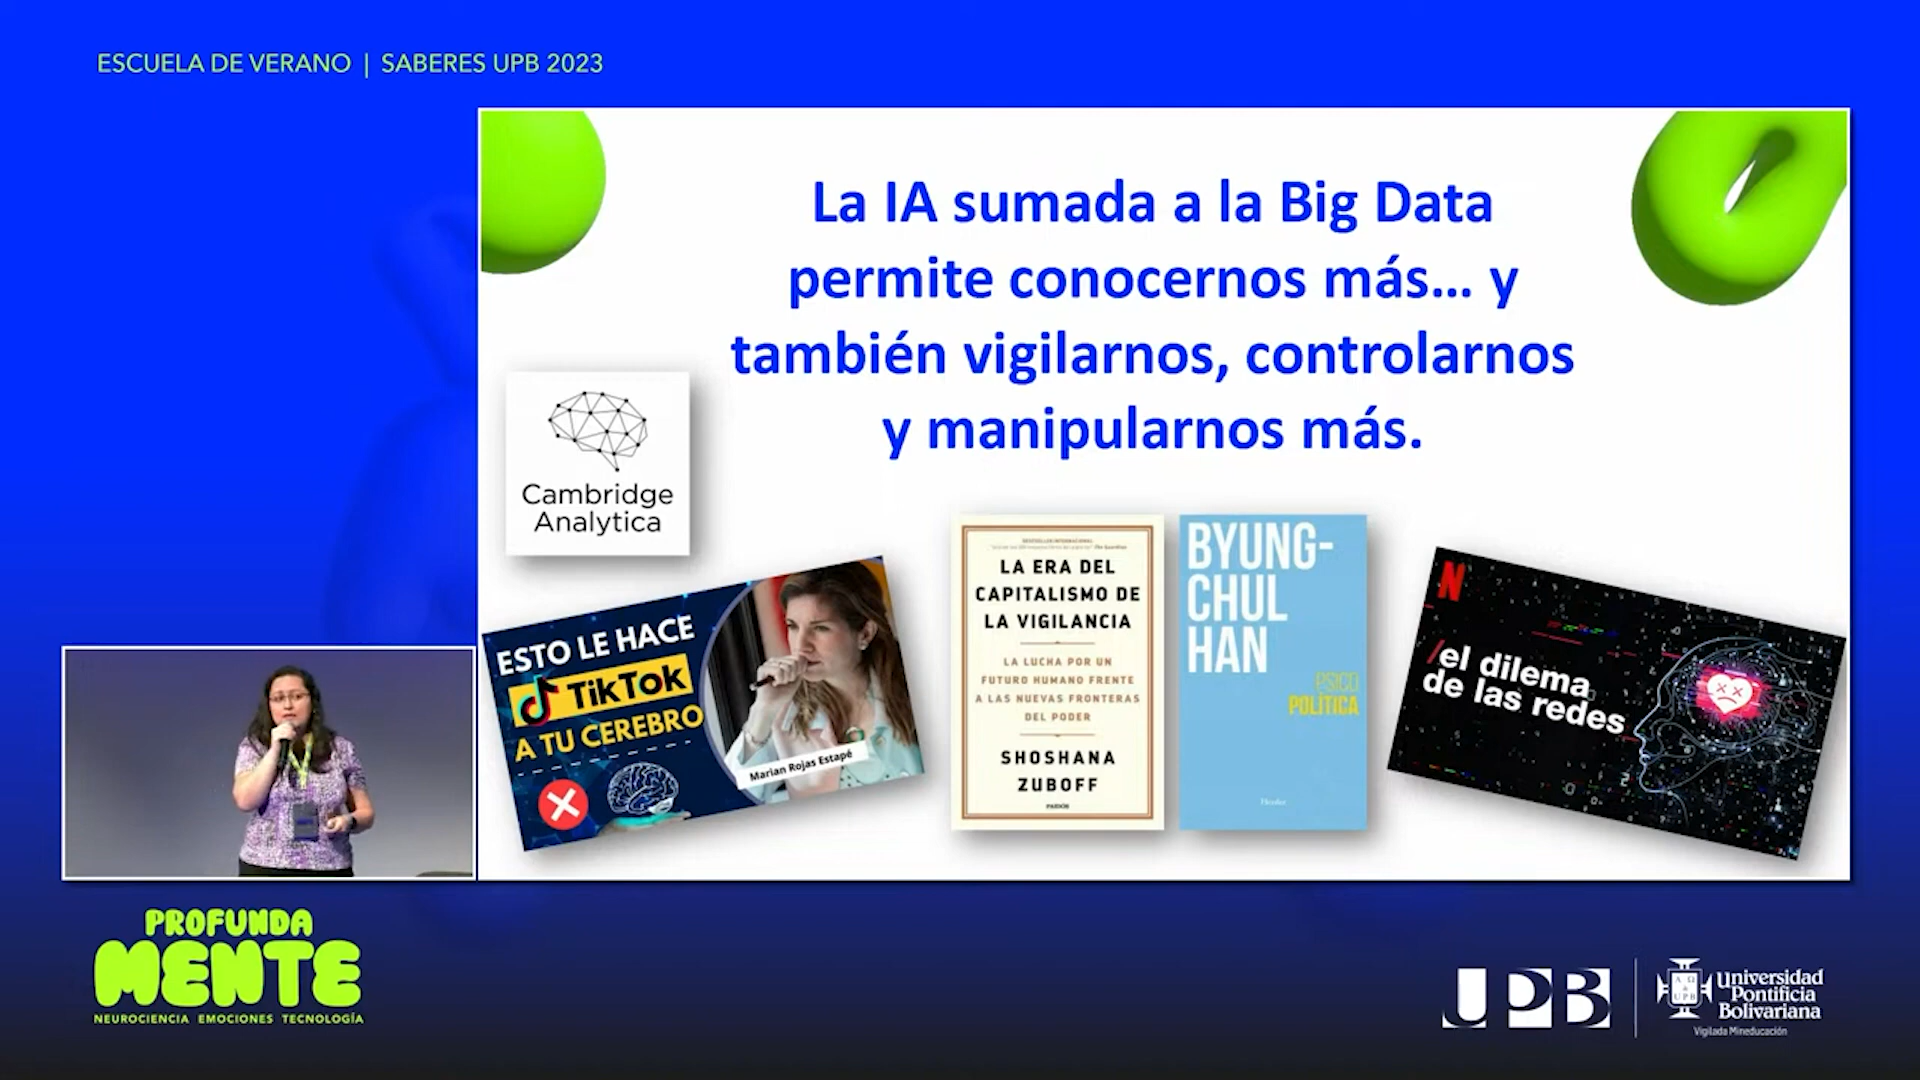 ESCUELA DE VERANO | SABERES UPB 2023
La IA sumada a la Big Data
permite conocernos más... y
también vigilarnos, controlarnos
y manipularnos más.
Cambridge
Analytica
ESTO LE HACE
TikTok
A TU CEREBRO
Marian Rojas Estapé
LA ERA DEL
CAPITALISMO DE
LA VIGILANCIA
LA LUCHA POR UN
FUTURO HUMANO FRENTE
A LAS NUEVAS FRONTERAS
DEL PODER
SHOSHANA
ZUBOFF
PAIDÓS
BYUNG-
CHUL
HAN
PSICO
POLÍTICA
Herder
N
/el dilema
de las redes
PROFUNDA
MENTE
NEUROCIENCIA EMOCIONES TECNOLOGÍA
UPB
Universidad
Pontificia
Bolivariana
Vigilada Mineducación